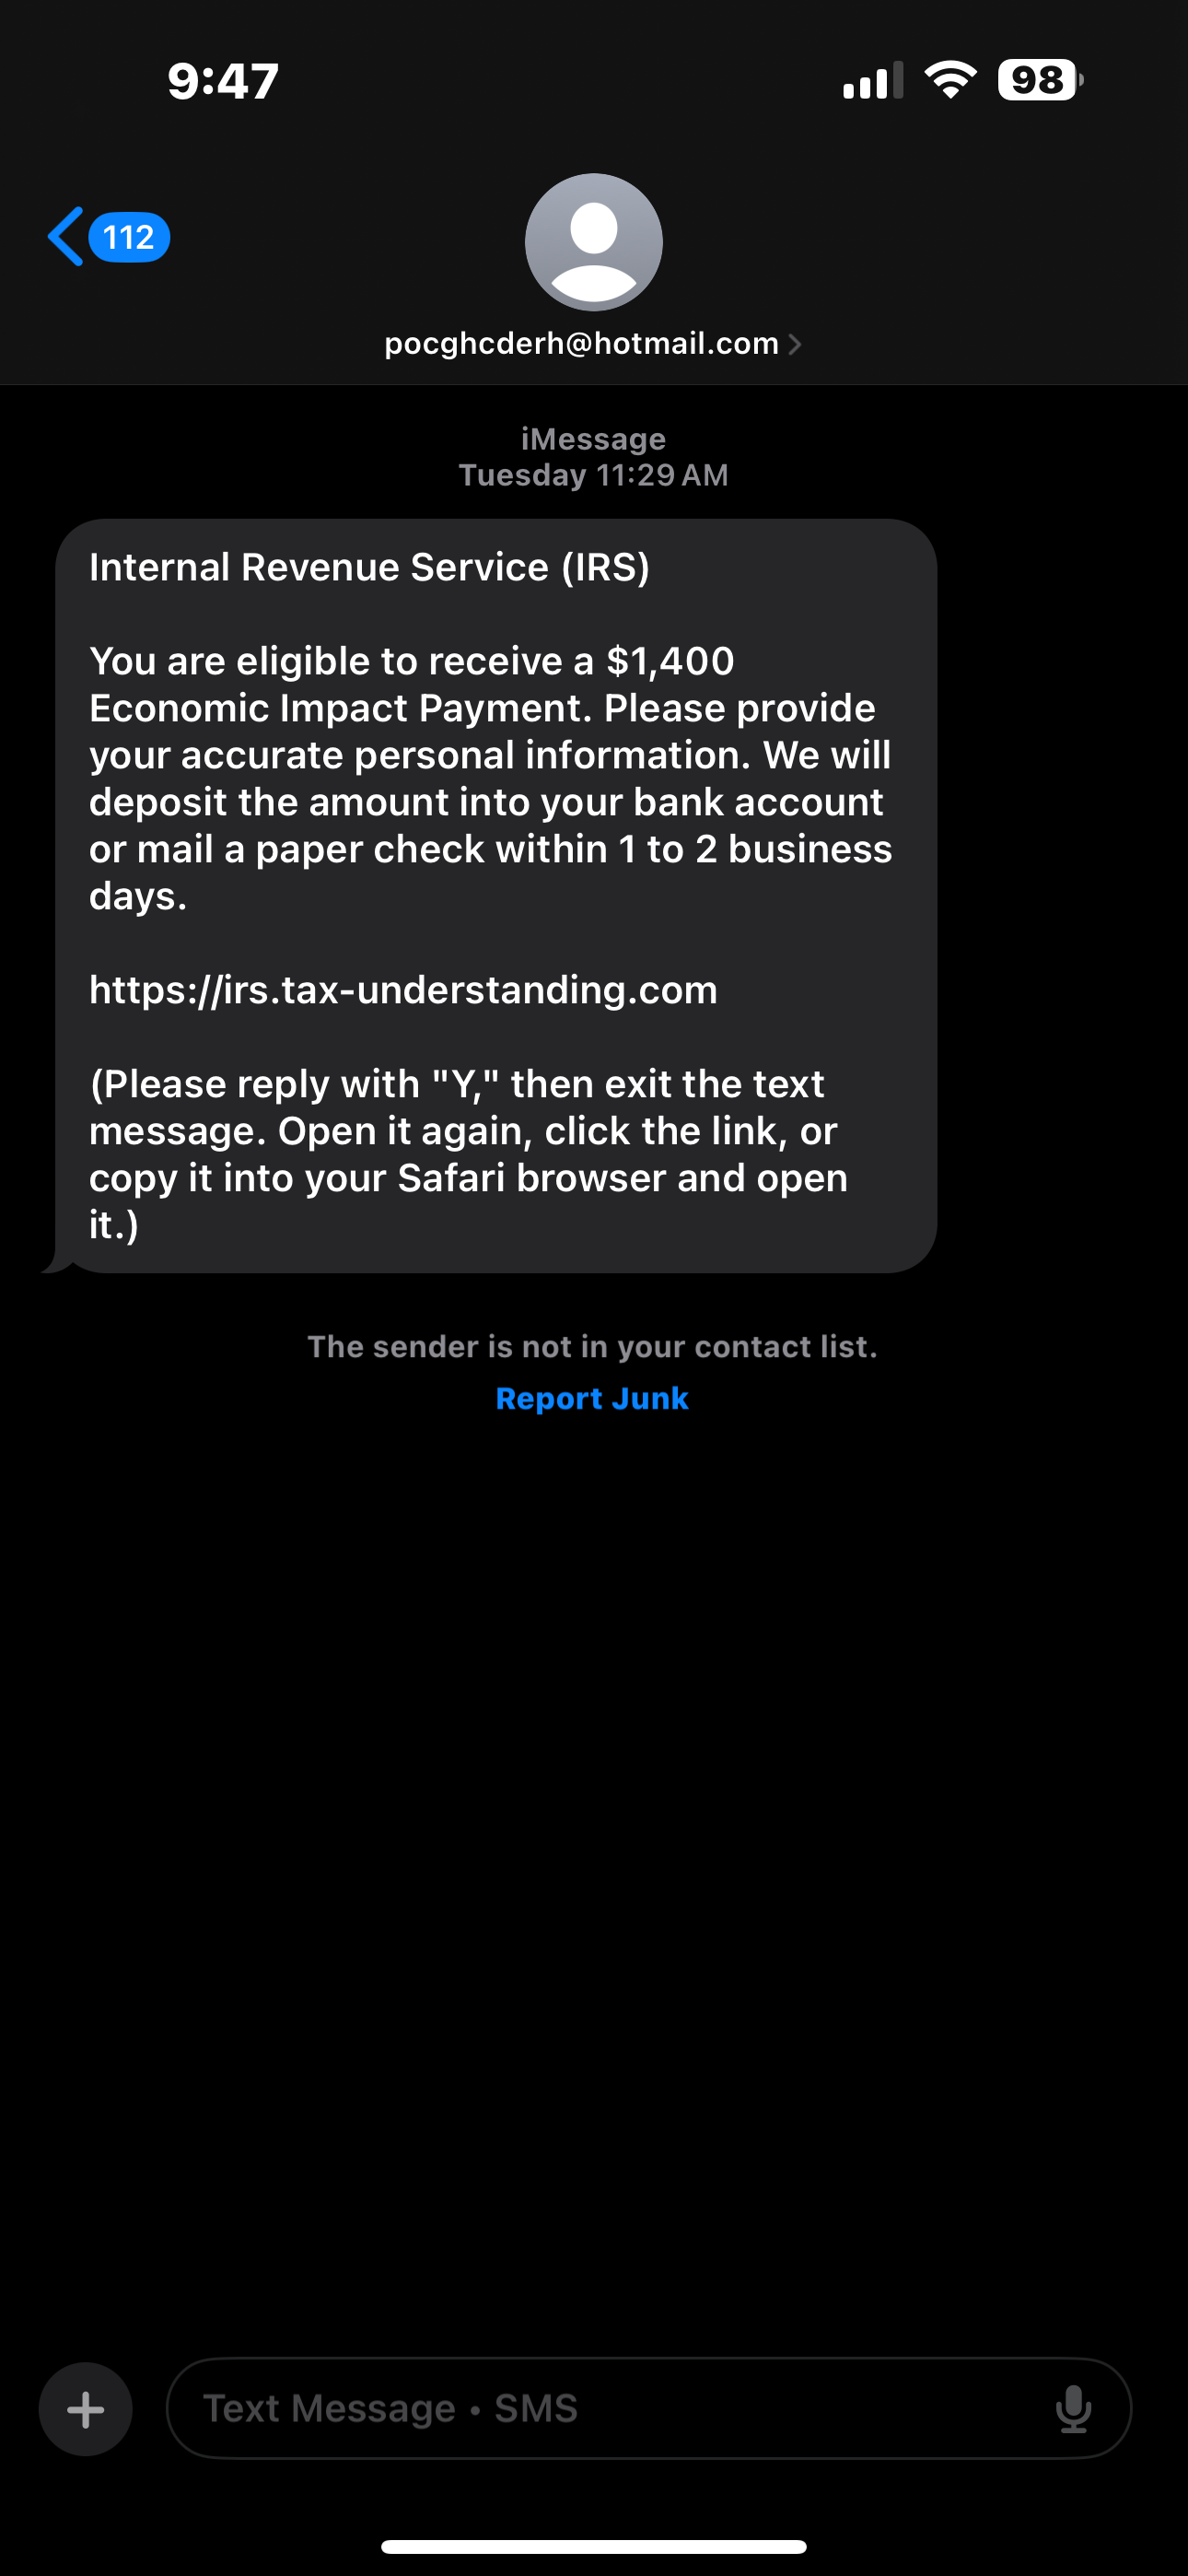 9:47
98
112
pocghcderh@hotmail.com
iMessage
Tuesday 11:29 AM
Internal Revenue Service (IRS)
You are eligible to receive a $1,400
Economic Impact Payment. Please provide
your accurate personal information. We will
deposit the amount into your bank account
or mail a paper check within 1 to 2 business
days.
https://irs.tax-understanding.com
(Please reply with "Y," then exit the text
message. Open it again, click the link, or
copy it into your Safari browser and open
it.)
The sender is not in your contact list.
Report Junk
Text Message • SMS